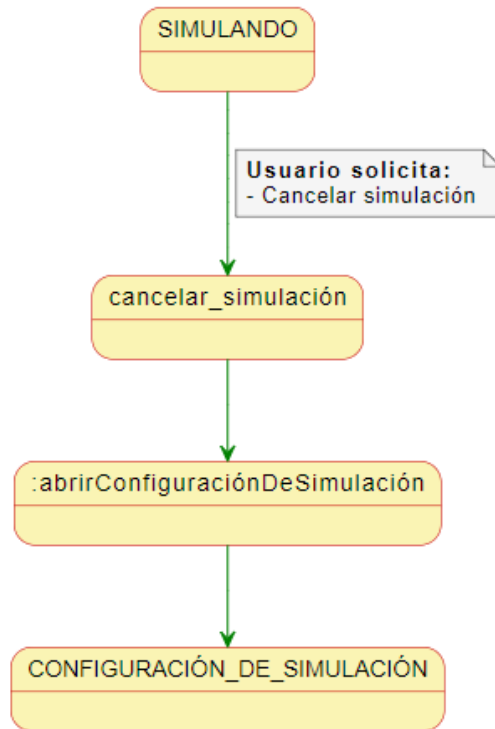 SIMULANDO
Usuario solicita:
- Cancelar simulación
cancelar_simulación
:abrirConfiguraciónDeSimulación
CONFIGURACIÓN_DE_SIMULACIÓN